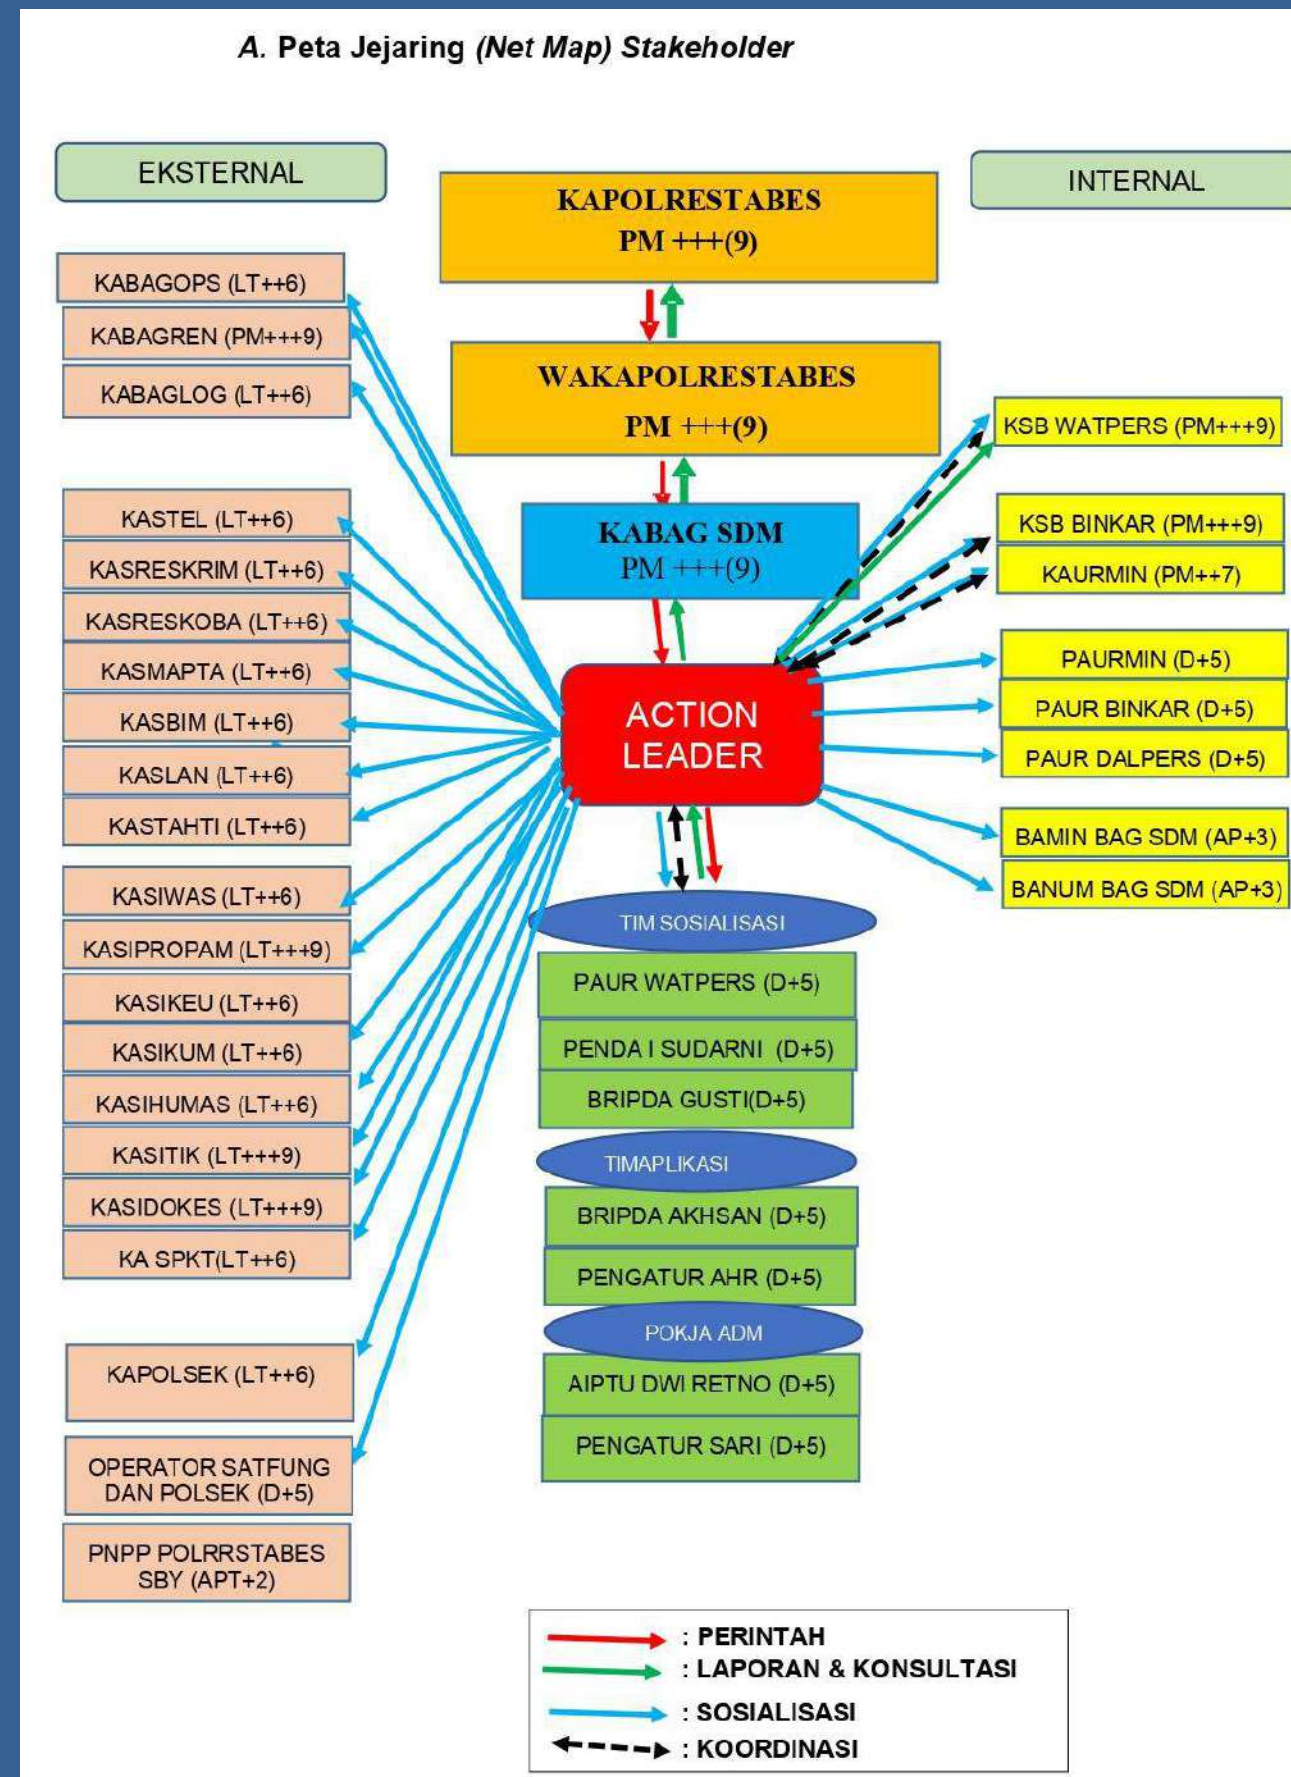 A. Peta Jejaring (Net Map) Stakeholder
EKSTERNAL
KABAGOPS (LT++6)
KABAGREN (PM+++9)
KABAGLOG (LT++6)
KASTEL (LT++6)
KASRESKRIM (LT++6)
KASRESKOBA (LT++6)
KASMAPTA (LT++6)
KASBIM (LT++6)
KASLAN (LT++6)
KASTAHTI (LT++6)
KASIWAS (LT++6)
KASIPROPAM (LT+++9)
KASIKEU (LT++6)
KASIKUM (LT++6)
KASIHUMAS (LT++6)
KASITIK (LT+++9)
KASIDOKES (LT+++9)
KA SPKT(LT++6)
KAPOLSEK (LT++6)
OPERATOR SATFUNG
DAN POLSEK (D+5)
PNPP POLRRSTABES
SBY (APT+2)
KAPOLRESTABES
PM +++(9)
WAKAPOLRESTABES
PM +++(9)
KABAG SDM
PM +++(9)
ACTION
LEADER
TIM SOSIALISASI
PAUR WATPERS (D+5)
PENDA I SUDARNI (D+5)
BRIPDA GUSTI(D+5)
TIMAPLIKASI
BRIPDA AKHSAN (D+5)
PENGATUR AHR (D+5)
POKJA ADM
AIPTU DWI RETNO (D+5)
PENGATUR SARI (D+5)
INTERNAL
KSB WATPERS (PM+++9)
KSB BINKAR (PM+++9)
KAURMIN (PM++7)
PAURMIN (D+5)
PAUR BINKAR (D+5)
PAUR DALPERS (D+5)
BAMIN BAG SDM (AP+3)
BANUM BAG SDM (AP+3)
: PERINTAH
: LAPORAN & KONSULTASI
: SOSIALISASI
: KOORDINASI